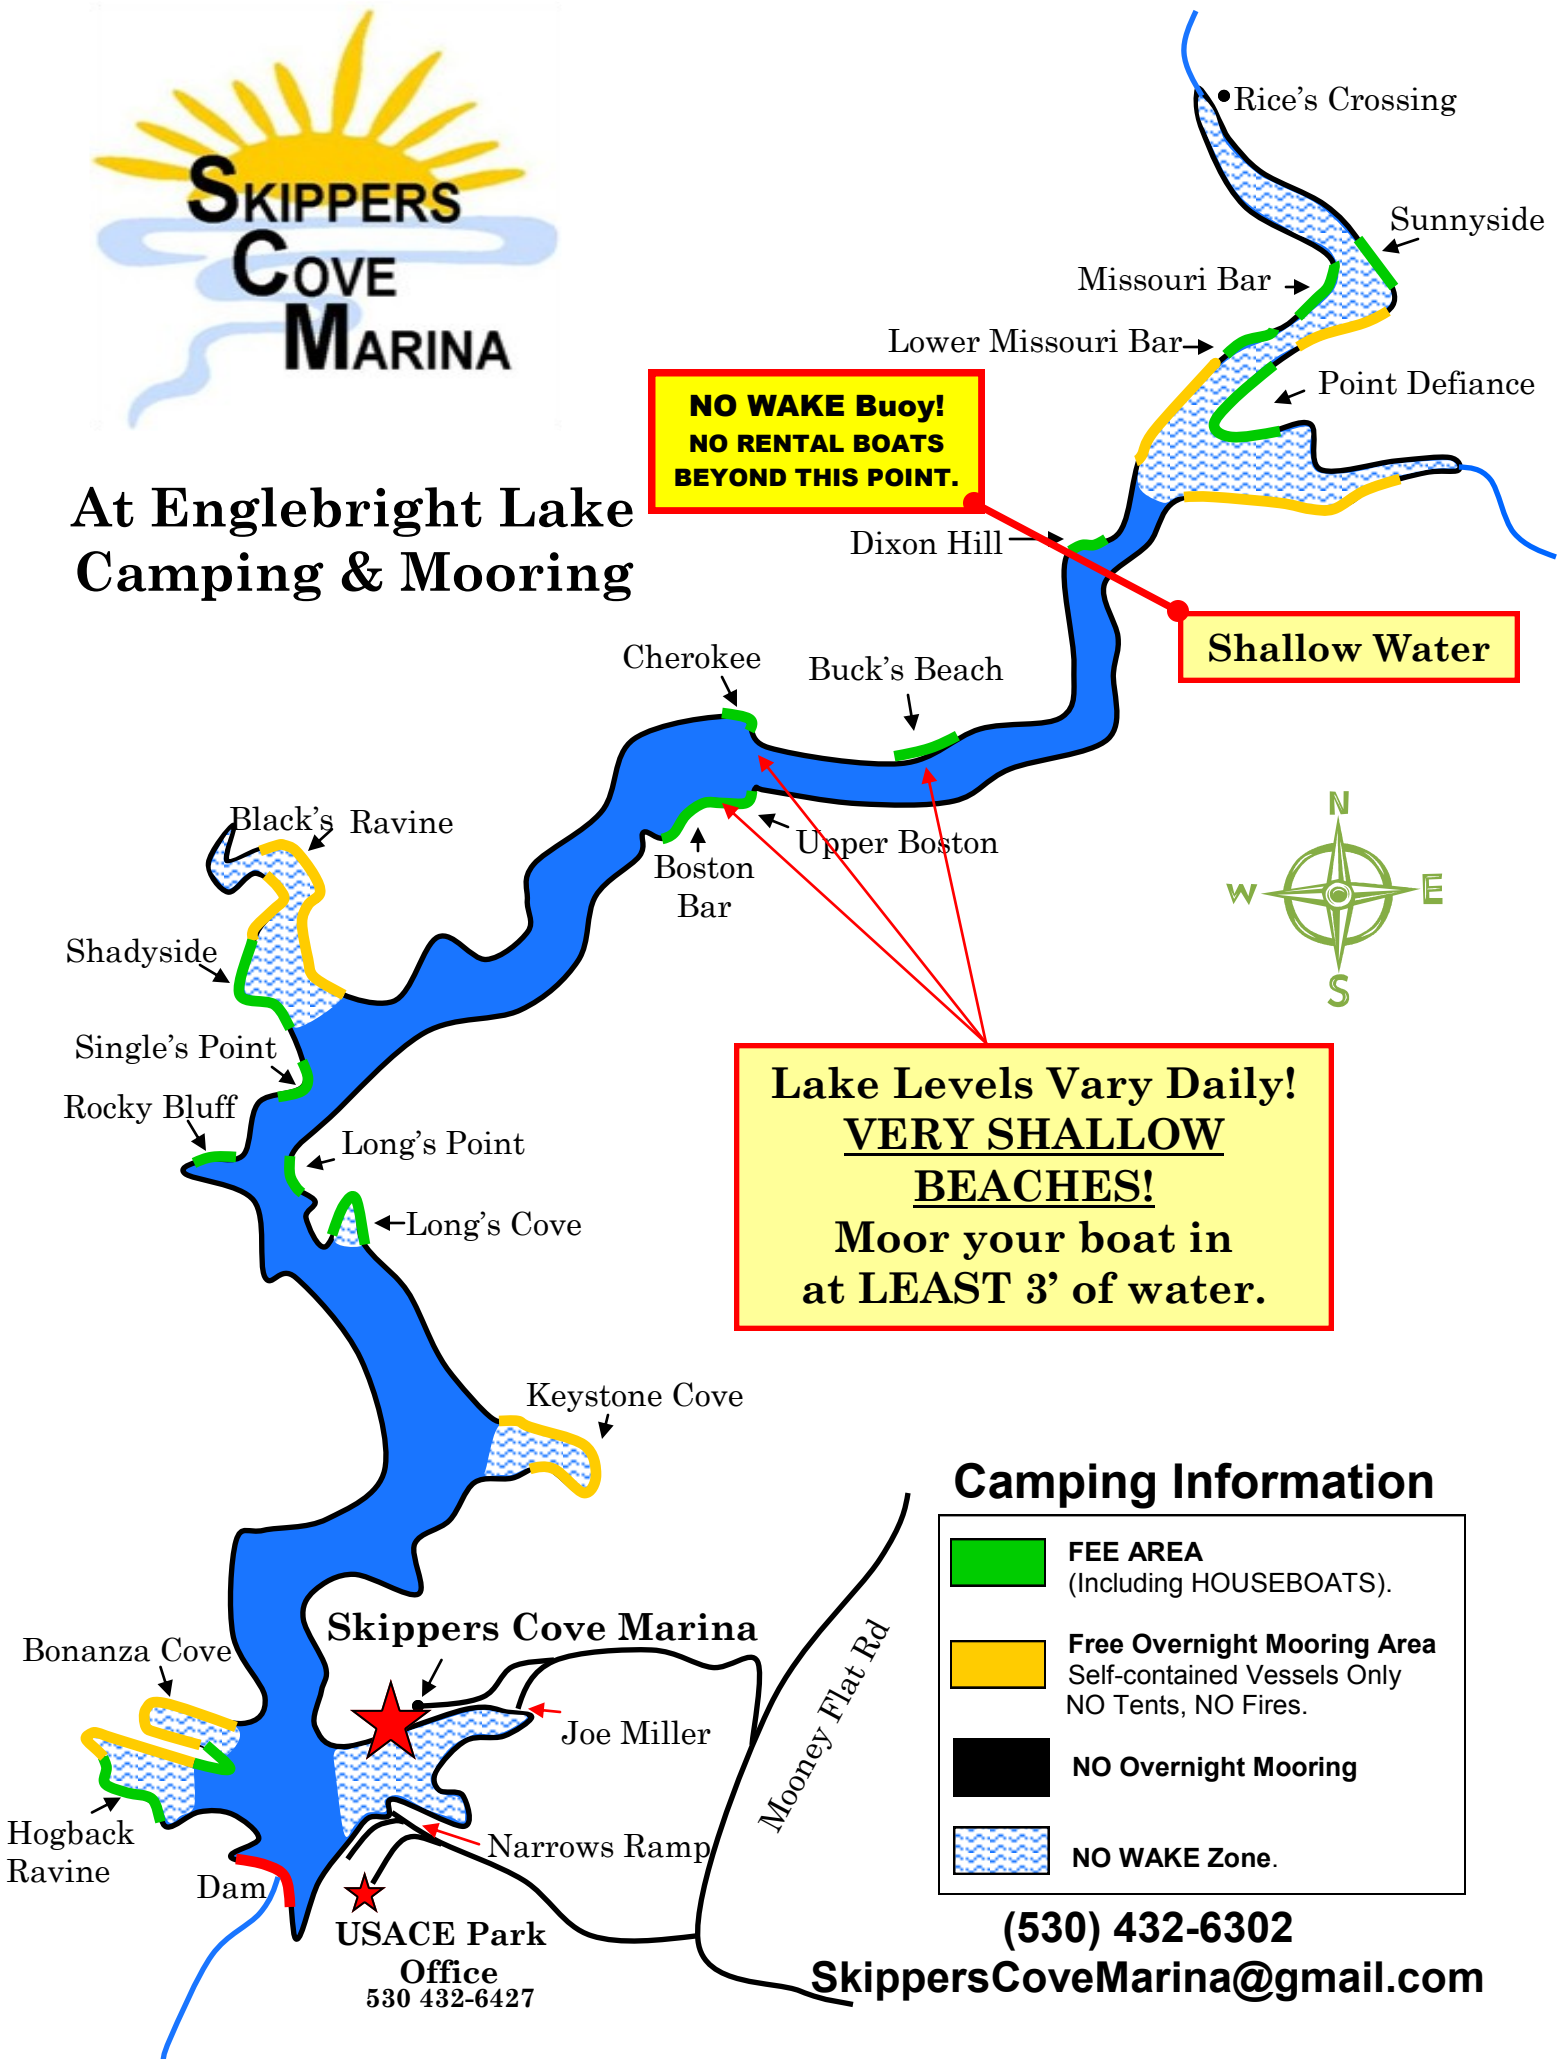 SKIPPERS
COVE
MARINA
At Englebright Lake
Camping & Mooring
Rice's Crossing
Sunnyside
Missouri Bar
Lower Missouri Bar
Point Defiance
NO WAKE Buoy!
NO RENTAL BOATS
BEYOND THIS POINT.
Dixon Hill
Shallow Water
Cherokee
Buck's Beach
Black's Ravine
Upper Boston
Boston
Bar
N
W
E
S
Shadyside
Single's Point
Rocky Bluff
Long's Point
Long's Cove
Lake Levels Vary Daily!
VERY SHALLOW
BEACHES!
Moor your boat in
at LEAST 3' of water.
Keystone Cove
Skippers Cove Marina
Bonanza Cove
Joe Miller
Mooney Flat Rd
Hogback
Ravine
Narrows Ramp
Dam
USACE Park
Office
530 432-6427
Camping Information
FEE AREA
(Including HOUSEBOATS).
Free Overnight Mooring Area
Self-contained Vessels Only
NO Tents, NO Fires.
NO Overnight Mooring
NO WAKE Zone.
(530) 432-6302
SkippersCoveMarina@gmail.com